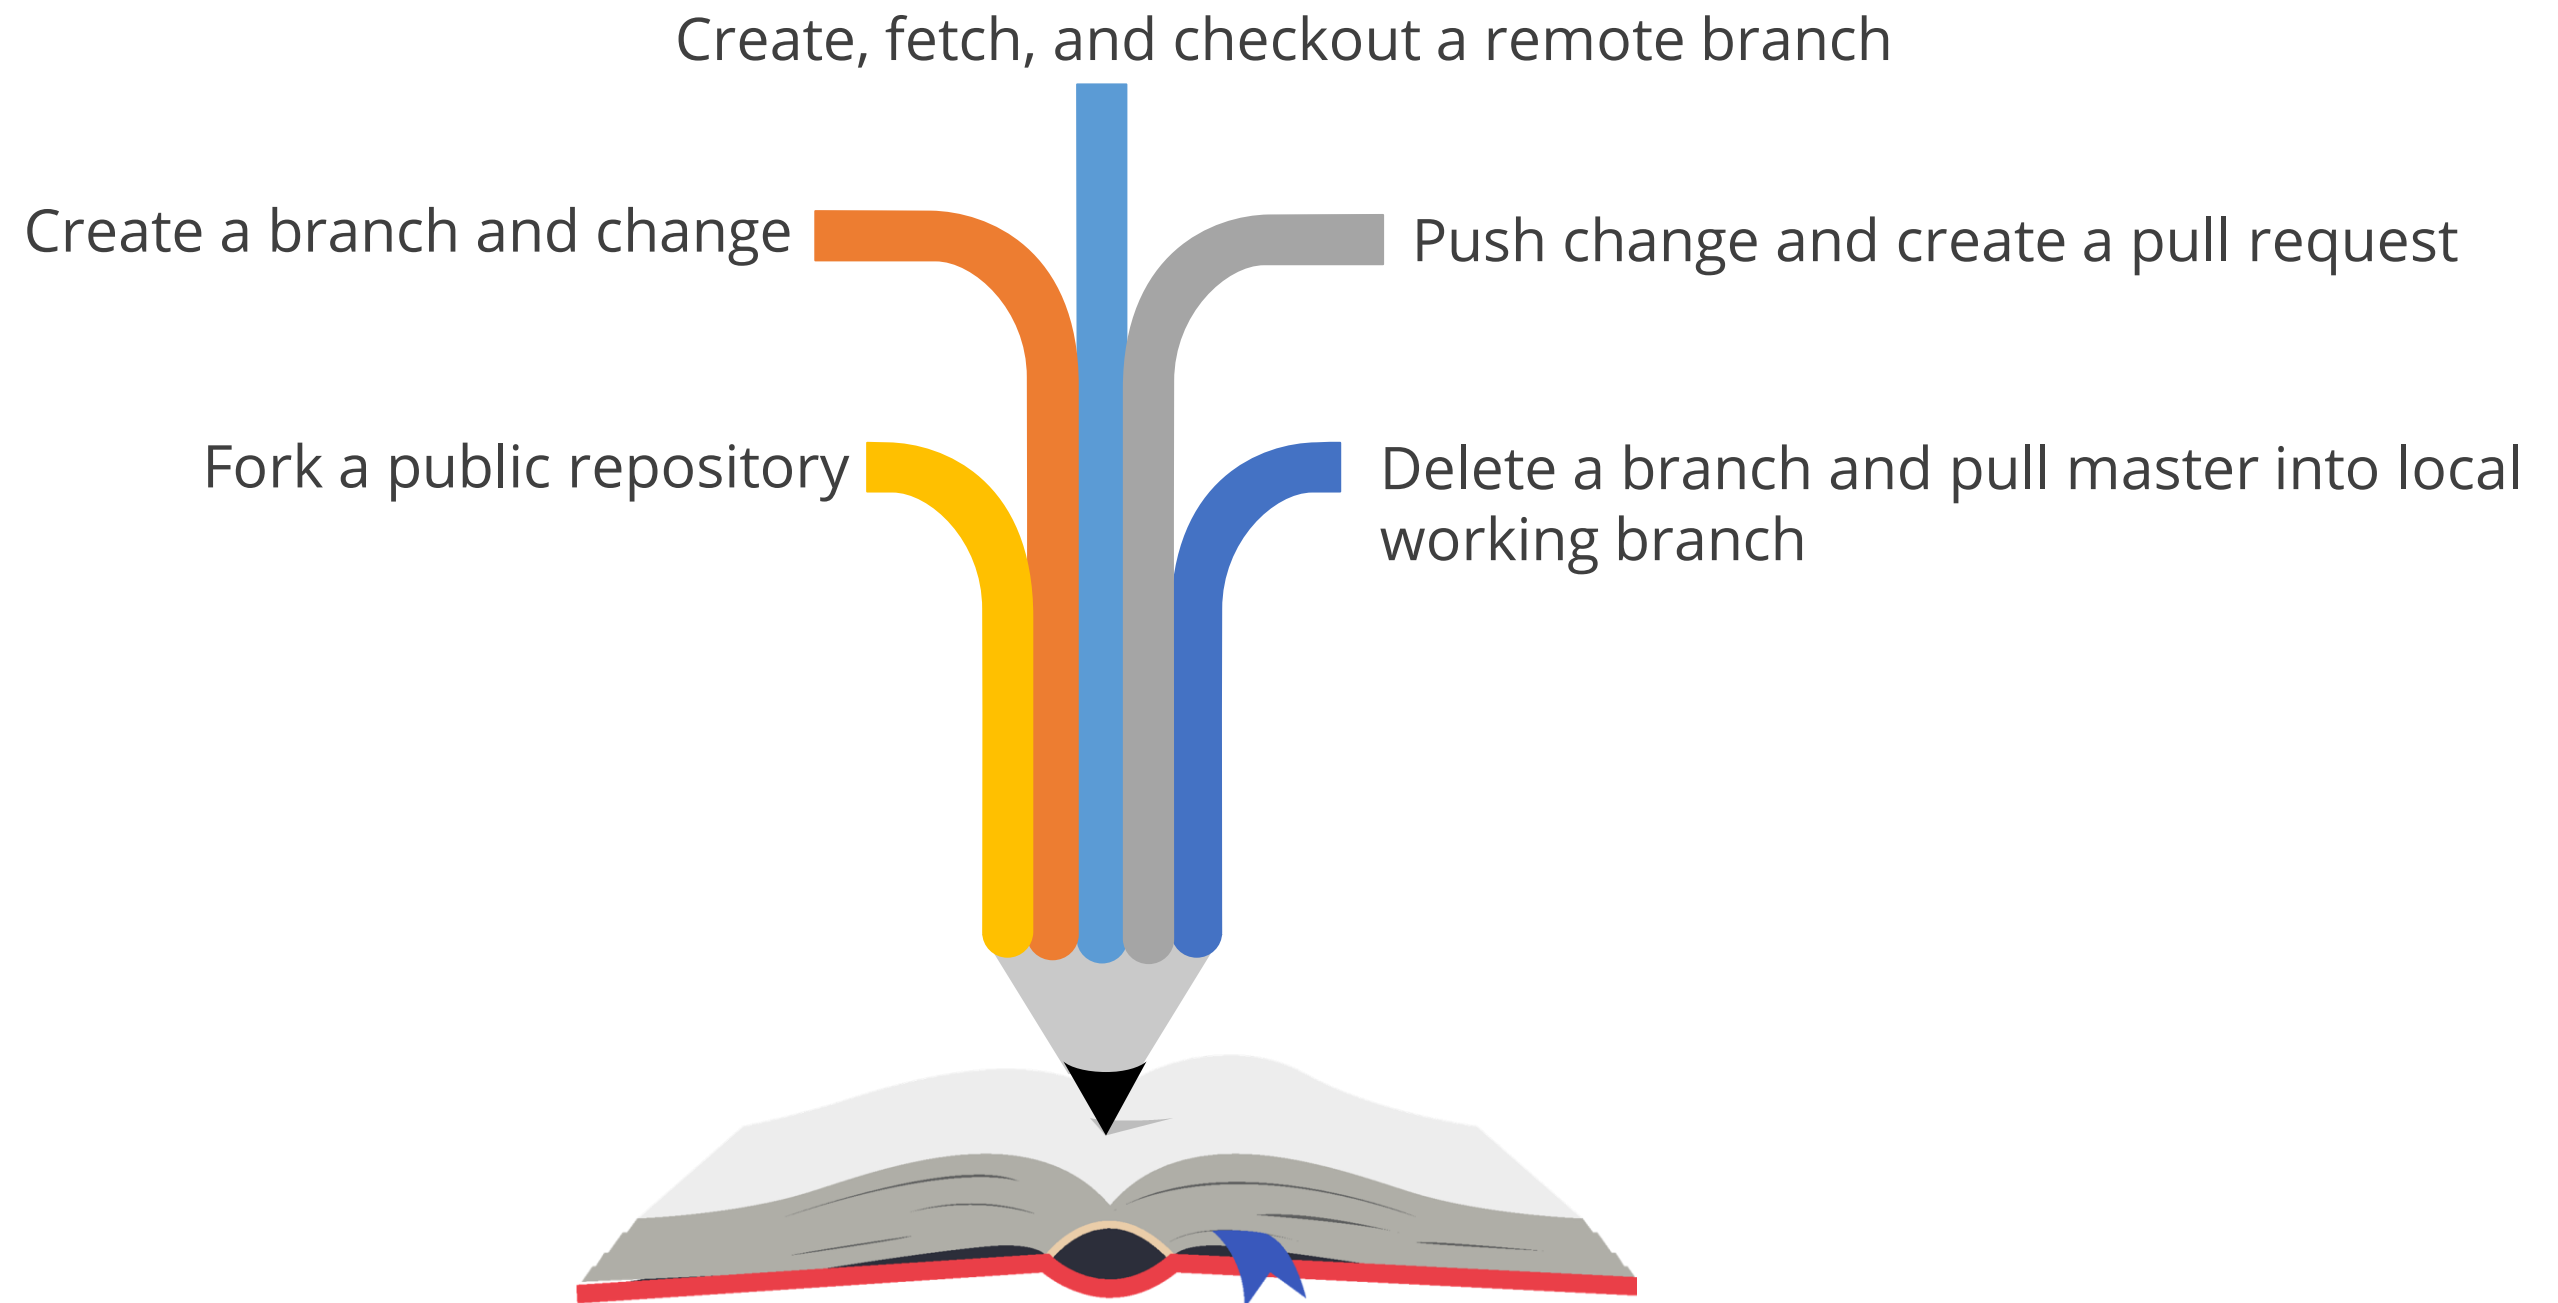 Create, fetch, and checkout a remote branch
Create a branch and change
Push change and create a pull request
Fork a public repository
Delete a branch and pull master into local
working branch